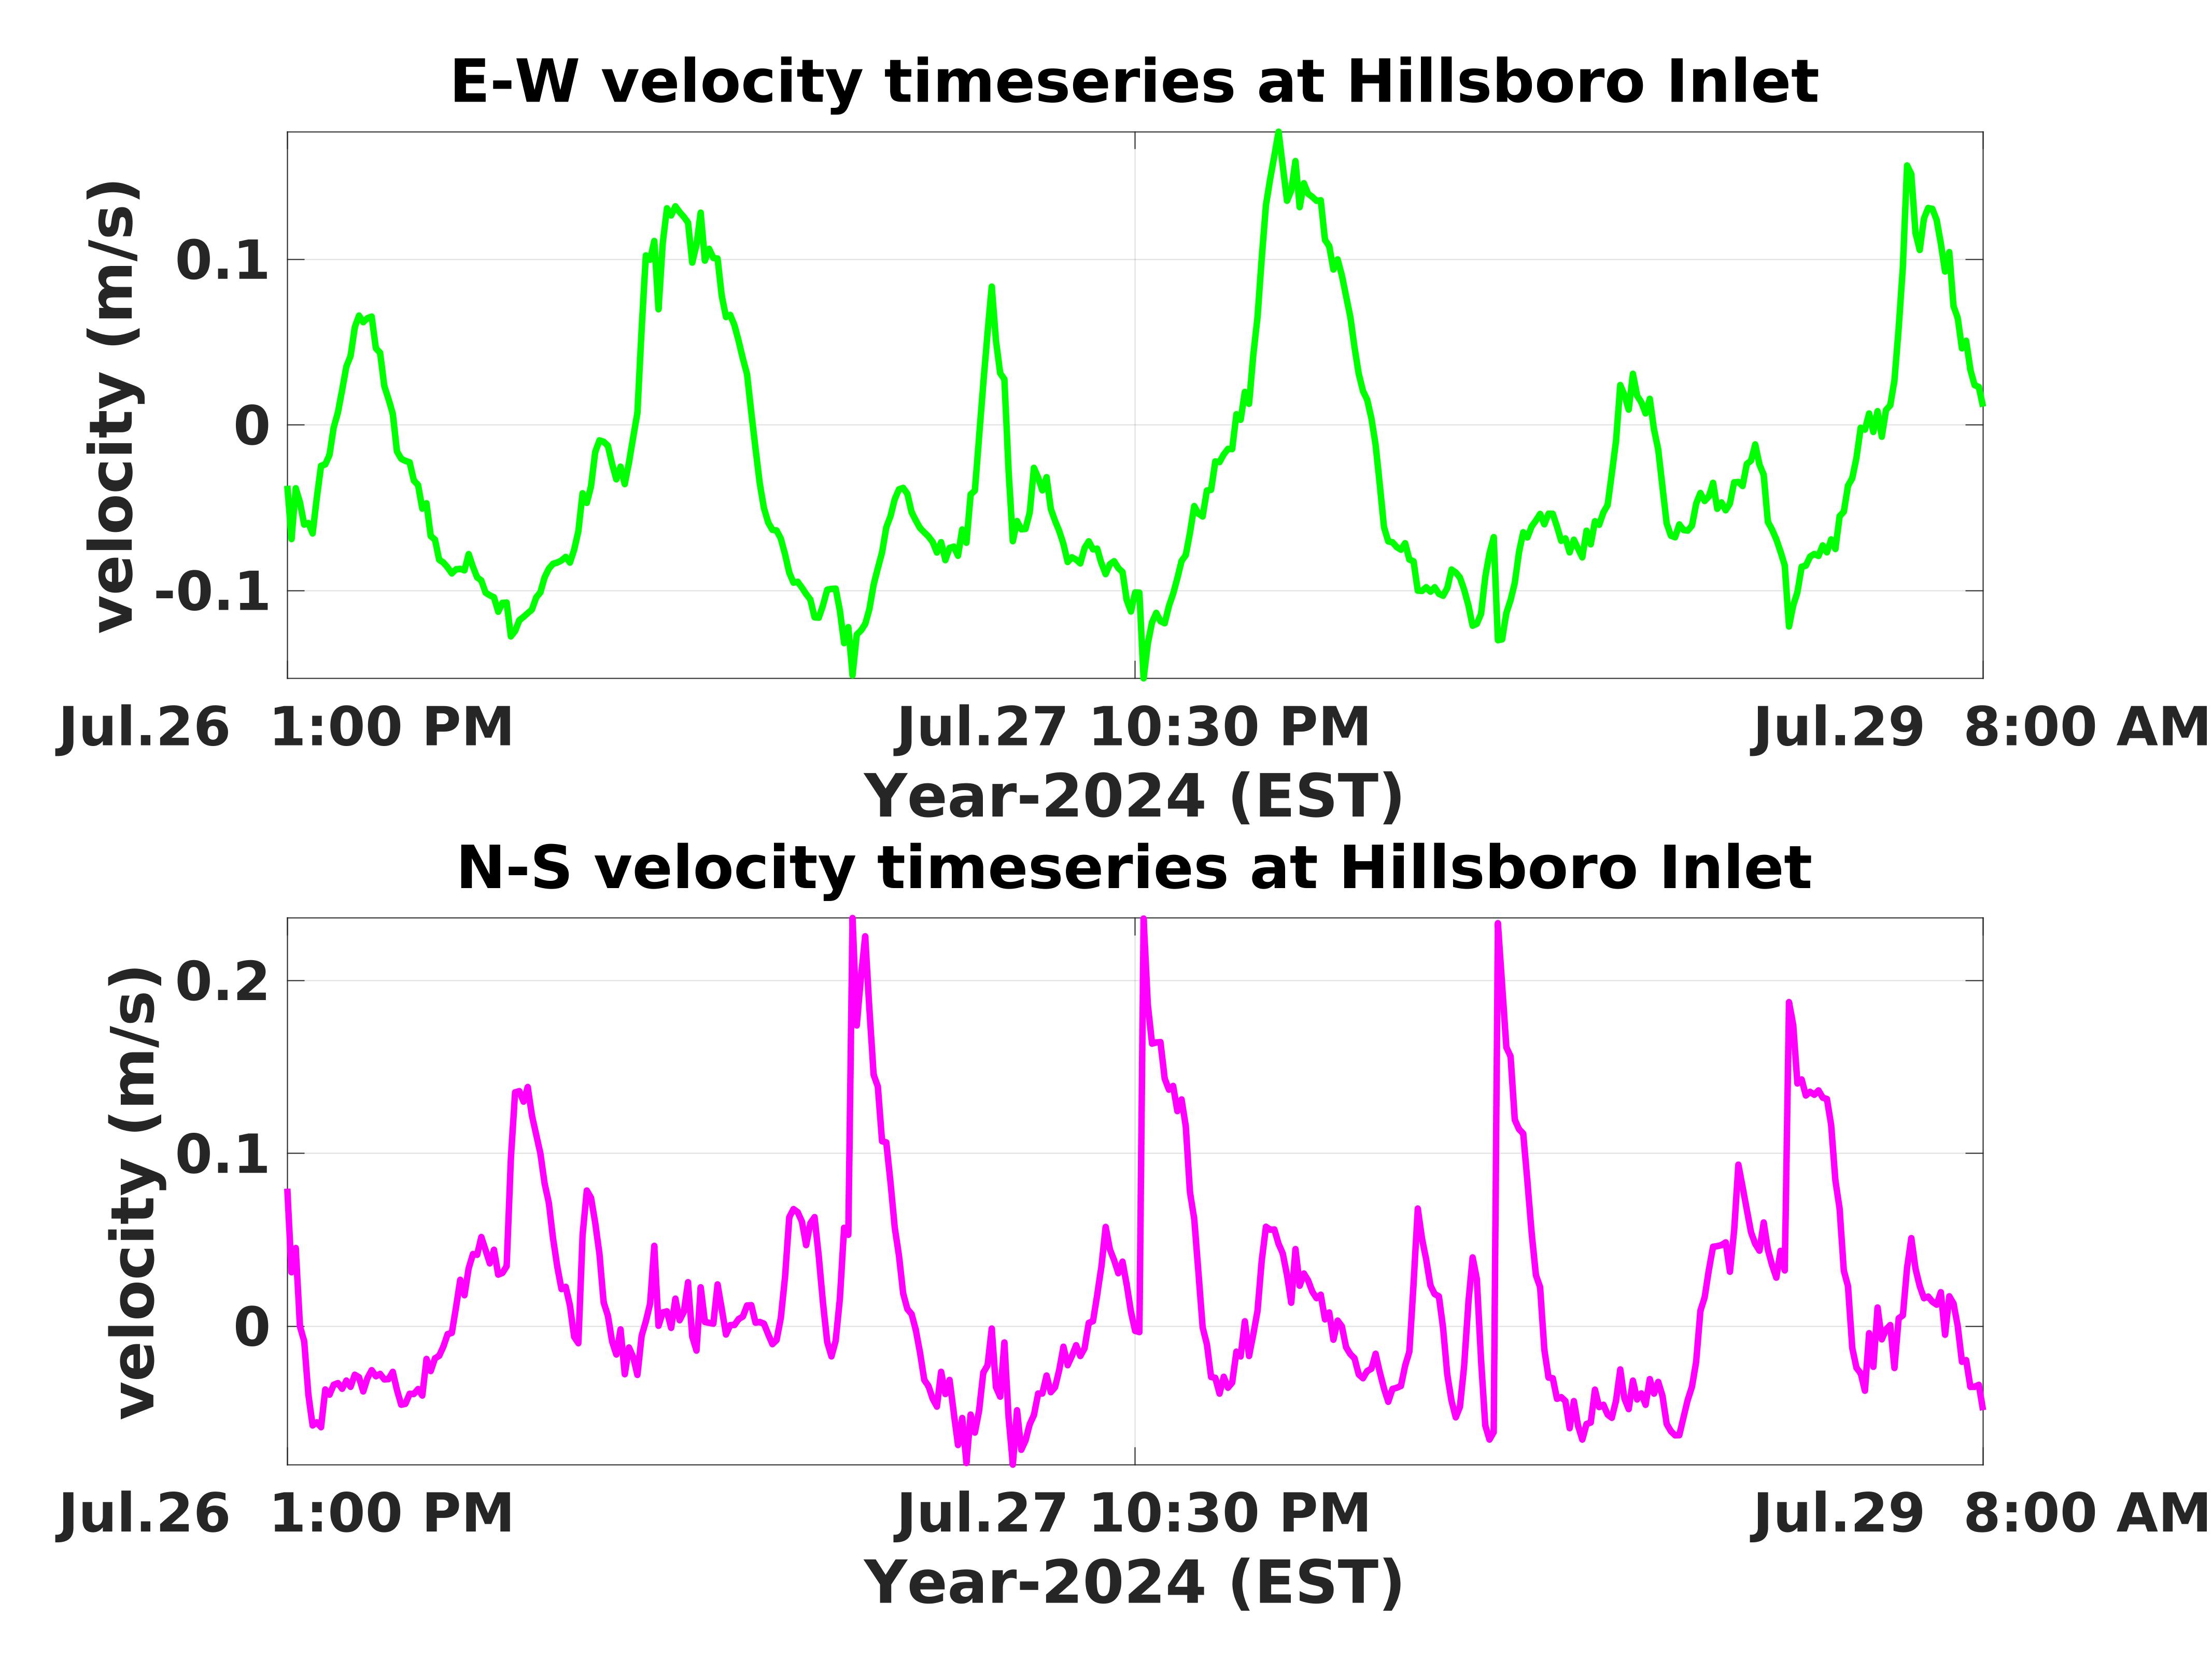 E-W velocity timeseries at Hillsboro Inlet
velocity (m/s)
0.1
0
-0.1
Jul.26 1:00 PM
Jul.27 10:30 PM
Jul.29 8:00 AM
Year-2024 (EST)
N-S velocity timeseries at Hillsboro Inlet
velocity (m/s)
0.2
0.1
0
Jul.26 1:00 PM
Jul.27 10:30 PM
Jul.29 8:00 AM
Year-2024 (EST)